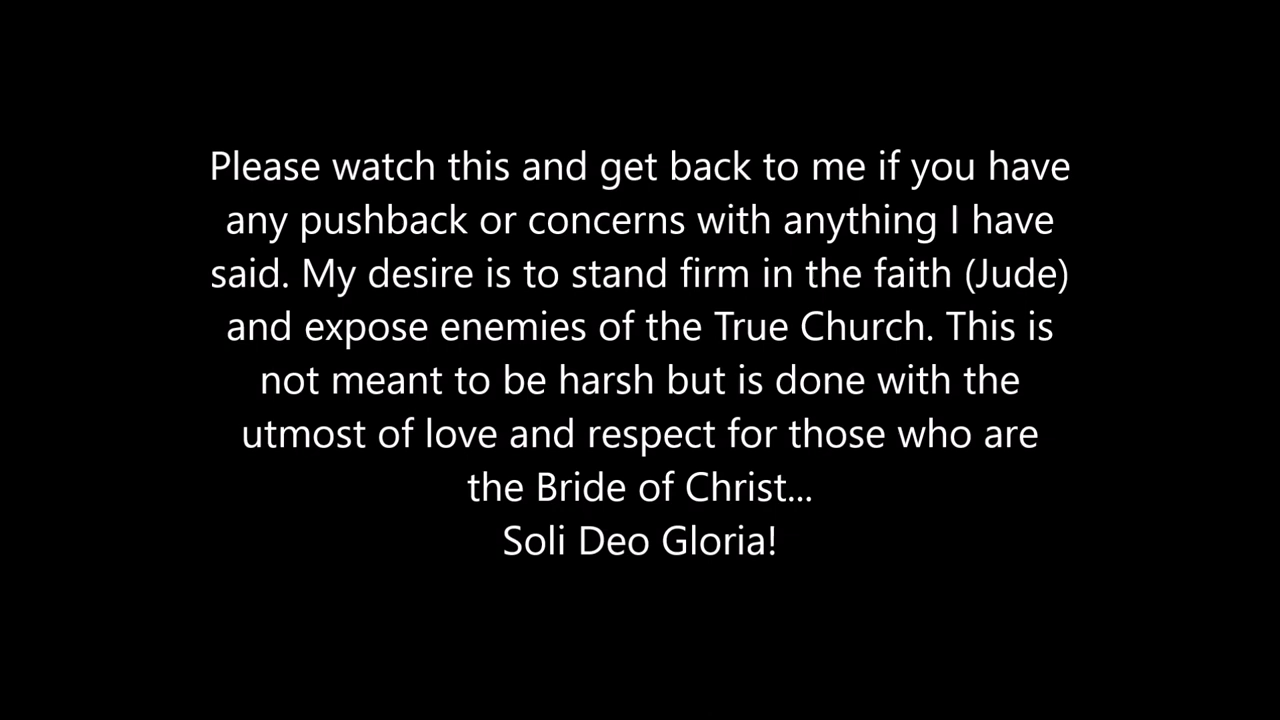 Please watch this and get back to me if you have
any pushback or concerns with anything I have
said. My desire is to stand firm in the faith (Jude)
and expose enemies of the True Church. This is
not meant to be harsh but is done with the
utmost of love and respect for those who are
the Bride of Christ...
Soli Deo Gloria!